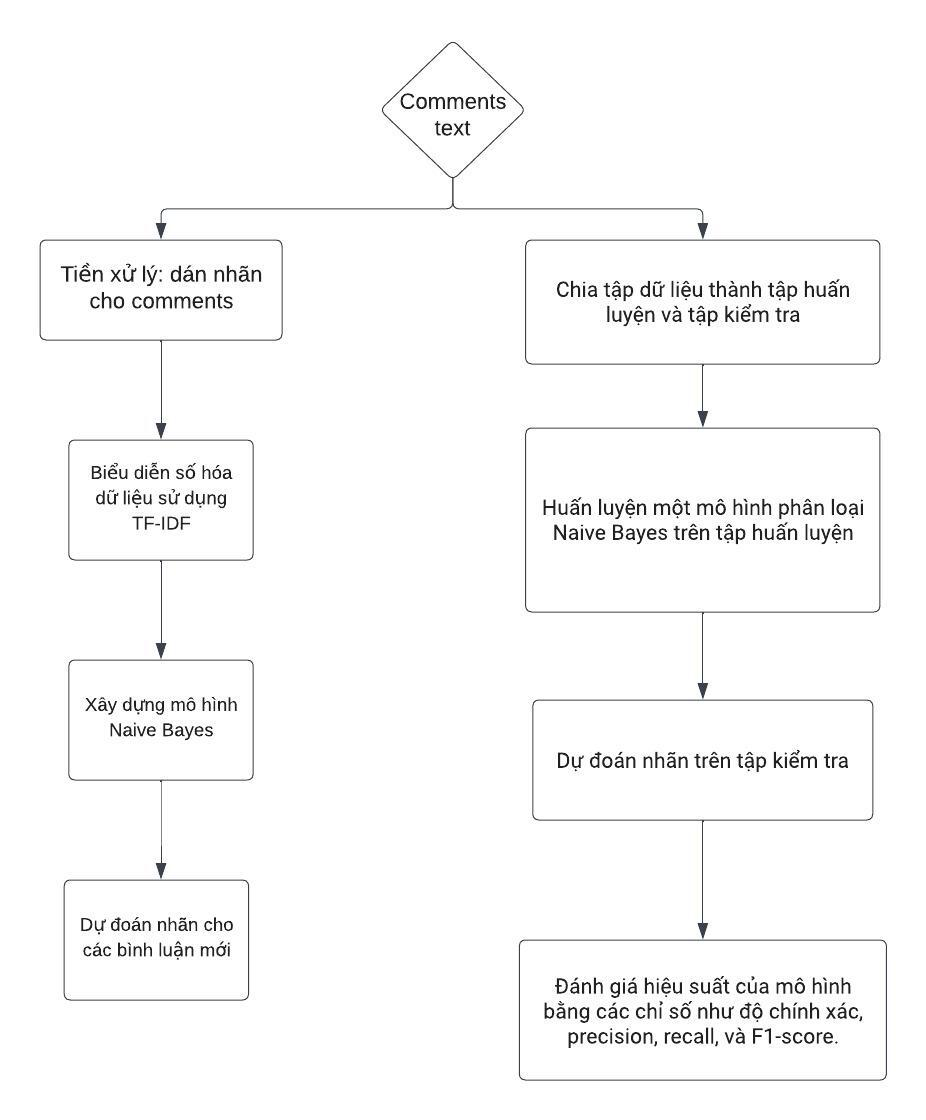 Comments
text
Tiền xử lý: dán nhãn
cho comments
Biểu diễn số hóa
dữ liệu sử dụng
TF-IDF
Xây dựng mô hình
Naive Bayes
Dự đoán nhãn cho
các bình luận mới
Chia tập dữ liệu thành tập huấn
luyện và tập kiểm tra
Huấn luyện một mô hình phân loại
Naive Bayes trên tập huấn luyện
Dự đoán nhãn trên tập kiểm tra
Đánh giá hiệu suất của mô hình
bằng các chỉ số như độ chính xác,
precision, recall, và F1-score.